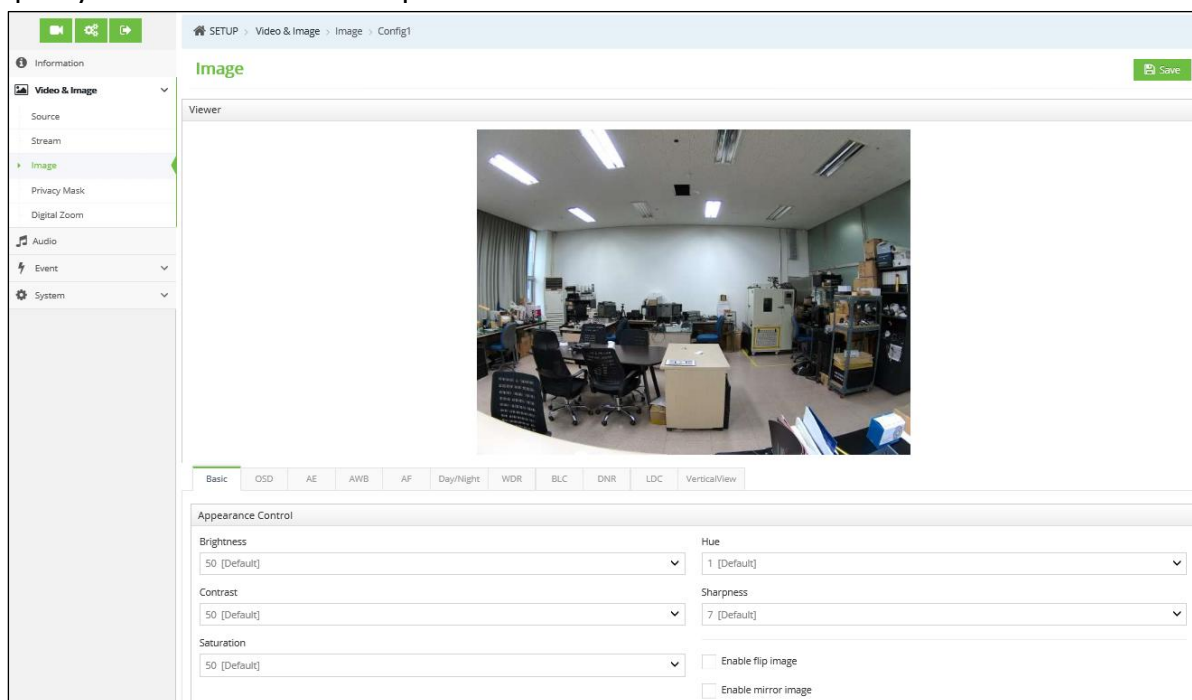 SETUP > Video & Image > Image > Config1
Information
Image
Save
Video & Image
Viewer
Source
Stream
Image
Privacy Mask
Digital Zoom
Audio
Event
System
Basic OSD AE AWB AF Day/Night WDR BLC DNR LDC VerticalView
Appearance Control
Brightness
50 [Default]
Hue
1 [Default]
Contrast
50 [Default]
Sharpness
7 [Default]
Saturation
50 [Default]
Enable flip image
Enable mirror image